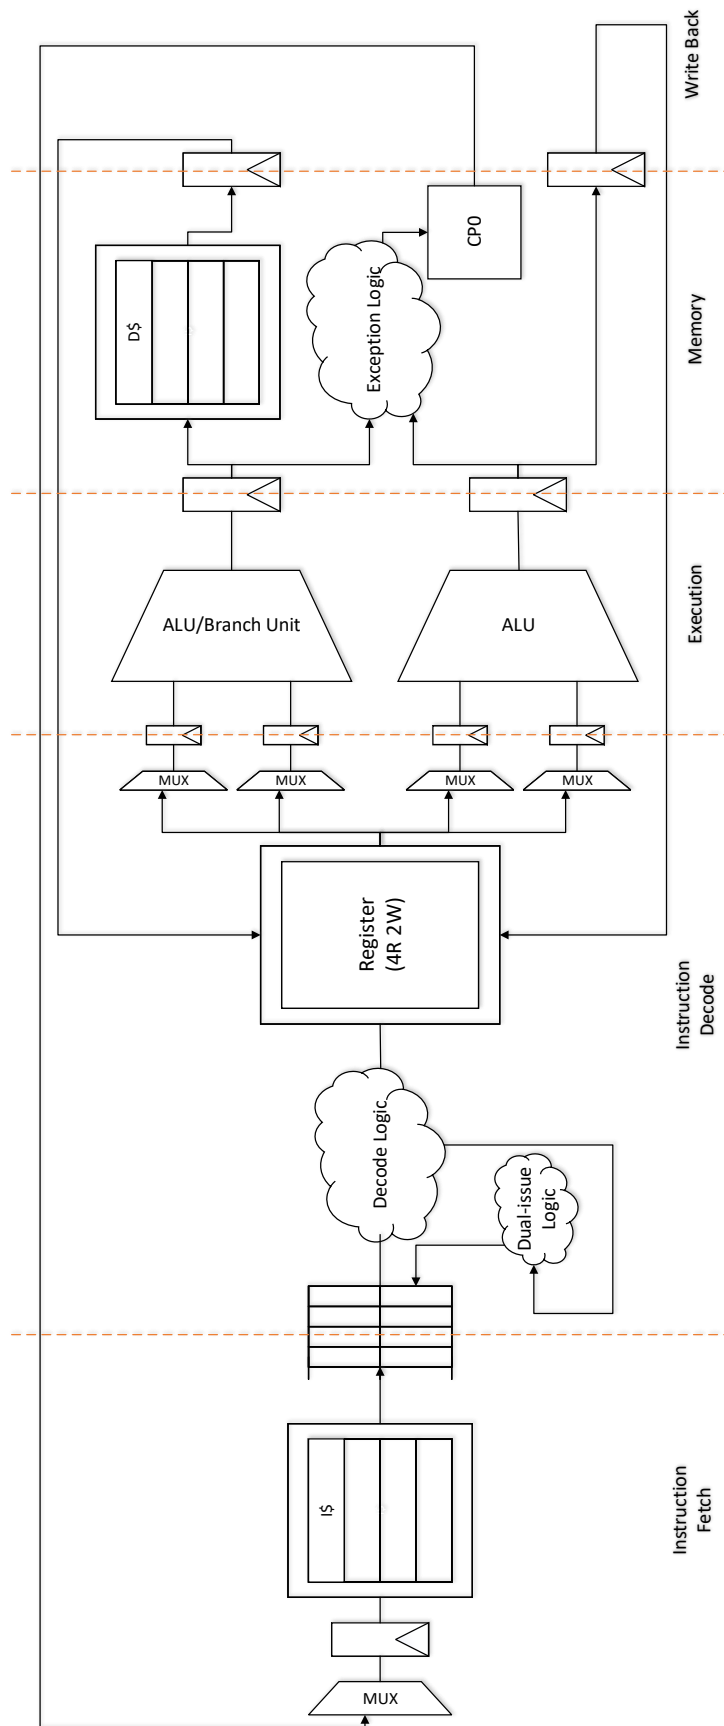 Write Back
CP0
D$
Exception Logic
Memory
ALU/Branch Unit
ALU
Execution
MUX
MUX
MUX
MUX
Register
(4R 2W)
Instruction
Decode
Decode Logic
Dual-issue
Logic
I$
Instruction
Fetch
MUX